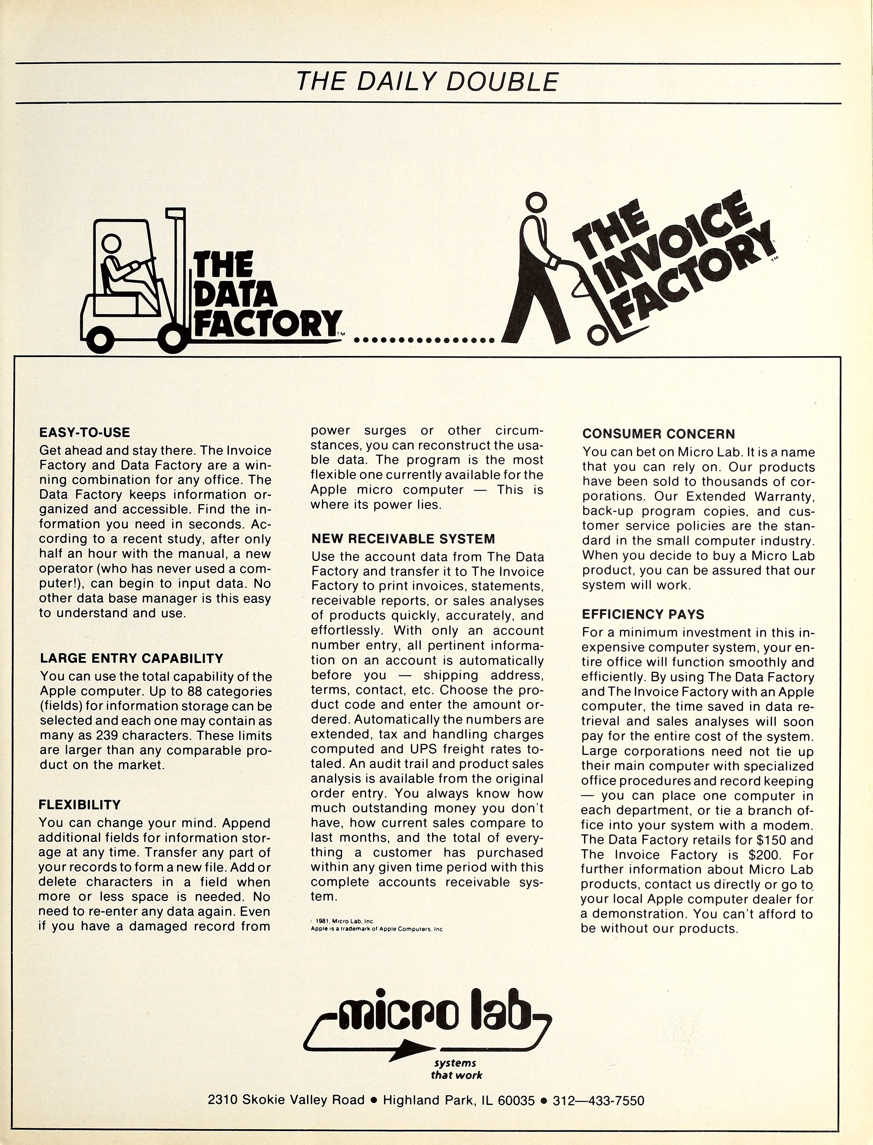 THE DAILY DOUBLE
THE
DATA
FACTORY™
THE
INVOICE
FACTORY™
EASY-TO-USE
Get ahead and stay there. The Invoice
Factory and Data Factory are a win-
ning combination for any office. The
Data Factory keeps information or-
ganized and accessible. Find the in-
formation you need in seconds. Ac-
cording to a recent study, after only
half an hour with the manual, a new
operator (who has never used a com-
puter!), can begin to input data. No
other data base manager is this easy
to understand and use.
LARGE ENTRY CAPABILITY
You can use the total capability of the
Apple computer. Up to 88 categories
(fields) for information storage can be
selected and each one may contain as
many as 239 characters. These limits
are larger than any comparable pro-
duct on the market.
FLEXIBILITY
You can change your mind. Append
additional fields for information stor-
age at any time. Transfer any part of
your records to form a new file. Add or
delete characters in a field when
more or less space is needed. No
need to re-enter any data again. Even
if you have a damaged record from
power surges or other circum-
stances, you can reconstruct the usa-
ble data. The program is the most
flexible one currently available for the
Apple micro computer — This is
where its power lies.
NEW RECEIVABLE SYSTEM
Use the account data from The Data
Factory and transfer it to The Invoice
Factory to print invoices, statements,
receivable reports, or sales analyses
of products quickly, accurately, and
effortlessly. With only an account
number entry, all pertinent informa-
tion on an account is automatically
before you — shipping address,
terms, contact, etc. Choose the pro-
duct code and enter the amount or-
dered. Automatically the numbers are
extended, tax and handling charges
computed and UPS freight rates to-
taled. An audit trail and product sales
analysis is available from the original
order entry. You always know how
much outstanding money you don't
have, how current sales compare to
last months, and the total of every-
thing a customer has purchased
within any given time period with this
complete accounts receivable sys-
tem.
1981, Micro Lab, Inc.
Apple is a trademark of Apple Computers, Inc
CONSUMER CONCERN
You can bet on Micro Lab. It is a name
that you can rely on. Our products
have been sold to thousands of cor-
porations. Our Extended Warranty,
back-up program copies, and cus-
tomer service policies are the stan-
dard in the small computer industry.
When you decide to buy a Micro Lab
product, you can be assured that our
system will work.
EFFICIENCY PAYS
For a minimum investment in this in-
expensive computer system, your en-
tire office will function smoothly and
efficiently. By using The Data Factory
and The Invoice Factory with an Apple
computer, the time saved in data re-
trieval and sales analyses will soon
pay for the entire cost of the system.
Large corporations need not tie up
their main computer with specialized
office procedures and record keeping
— you can place one computer in
each department, or tie a branch of-
fice into your system with a modem.
The Data Factory retails for $150 and
The Invoice Factory is $200. For
further information about Micro Lab
products, contact us directly or go to
your local Apple computer dealer for
a demonstration. You can't afford to
be without our products.
micro lab
systems
that work
2310 Skokie Valley Road • Highland Park, IL 60035 • 312—433-7550